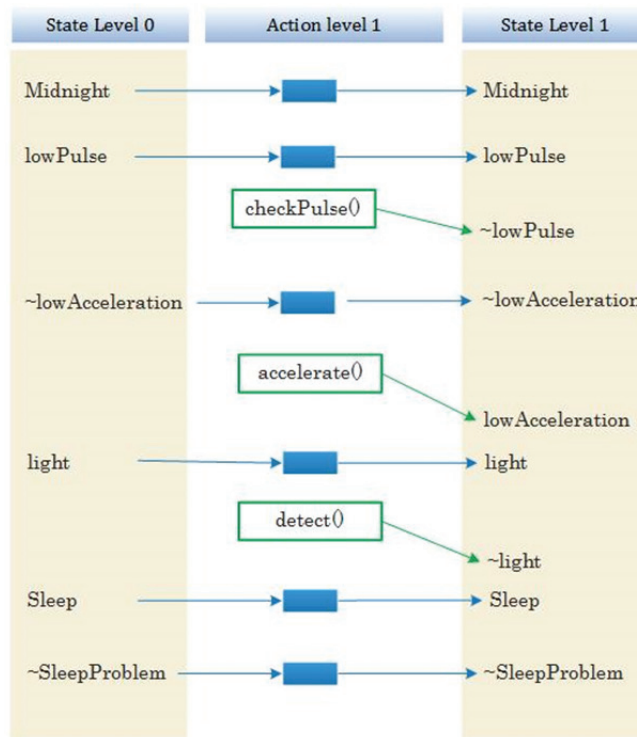 State Level 0 Action level 1 State Level 1
Midnight Midnight
lowPulse lowPulse
checkPulse()
~lowPulse
~lowAcceleration ~lowAcceleration
accelerate()
lowAcceleration
light light
detect()
~light
Sleep Sleep
~SleepProblem ~SleepProblem